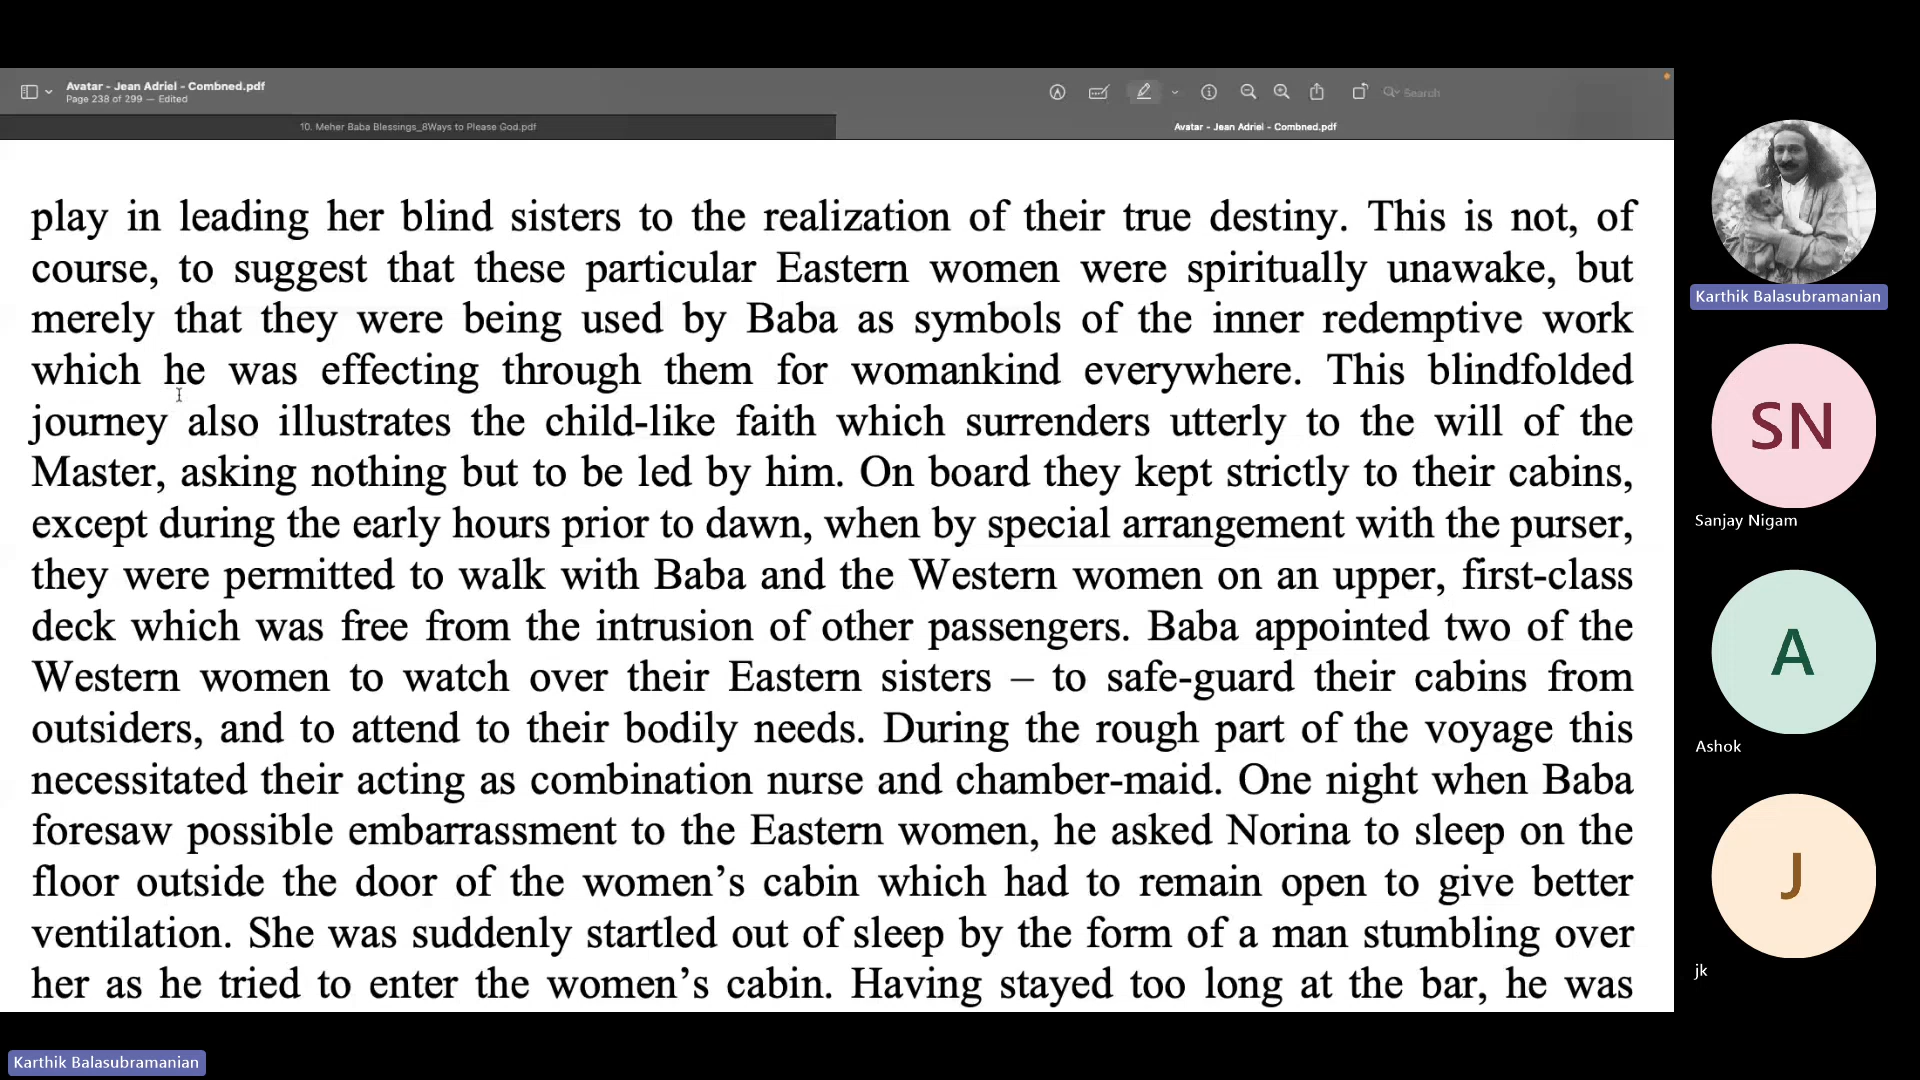 Avatar - Jean Adriel - Combned.pdf
Page 238 of 299 — Edited
Search
10. Meher Baba Blessings_8Ways to Please God.pdf
Avatar - Jean Adriel - Combned.pdf
play in leading her blind sisters to the realization of their true destiny. This is not, of
course, to suggest that these particular Eastern women were spiritually unawake, but
merely that they were being used by Baba as symbols of the inner redemptive work
which he was effecting through them for womankind everywhere. This blindfolded
journey also illustrates the child-like faith which surrenders utterly to the will of the
Master, asking nothing but to be led by him. On board they kept strictly to their cabins,
except during the early hours prior to dawn, when by special arrangement with the purser,
they were permitted to walk with Baba and the Western women on an upper, first-class
deck which was free from the intrusion of other passengers. Baba appointed two of the
Western women to watch over their Eastern sisters – to safe-guard their cabins from
outsiders, and to attend to their bodily needs. During the rough part of the voyage this
necessitated their acting as combination nurse and chamber-maid. One night when Baba
foresaw possible embarrassment to the Eastern women, he asked Norina to sleep on the
floor outside the door of the women’s cabin which had to remain open to give better
ventilation. She was suddenly startled out of sleep by the form of a man stumbling over
her as he tried to enter the women’s cabin. Having stayed too long at the bar, he was
Karthik Balasubramanian
SN
Sanjay Nigam
A
Ashok
J
jk
Karthik Balasubramanian